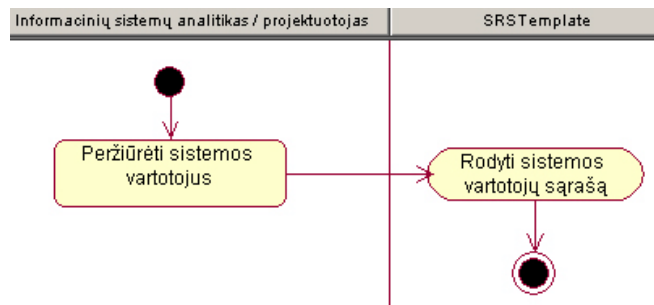 Informacinių sistemų analitikas / projektuotojas
SRSTemplate
Peržiūrėti sistemos
vartotojus
Rodyti sistemos
vartotojų sąrašą